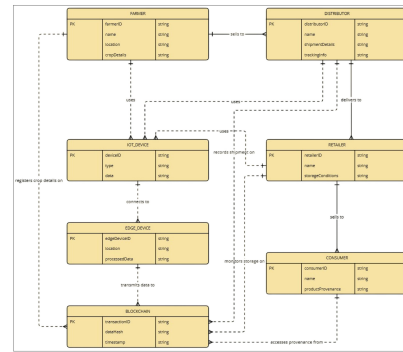 FARMER
PK farmerID string
name string
location string
cropDetails string
sells to
DISTRIBUTOR
PK distributorID string
name string
shipmentDetails string
trackingInfo string
uses
uses
delivers to
uses
IOT_DEVICE
PK deviceID string
type string
data string
records shipment on
RETAILER
PK retailerID string
name string
storageConditions string
registers crop details on
connects to
sells to
EDGE_DEVICE
PK edgeDeviceID string
location string
processedData string
monitors storage on
CONSUMER
PK consumerID string
name string
productProvenance string
transmits data to
BLOCKCHAIN
PK transactionID string
dataHash string
timestamp string
accesses provenance from